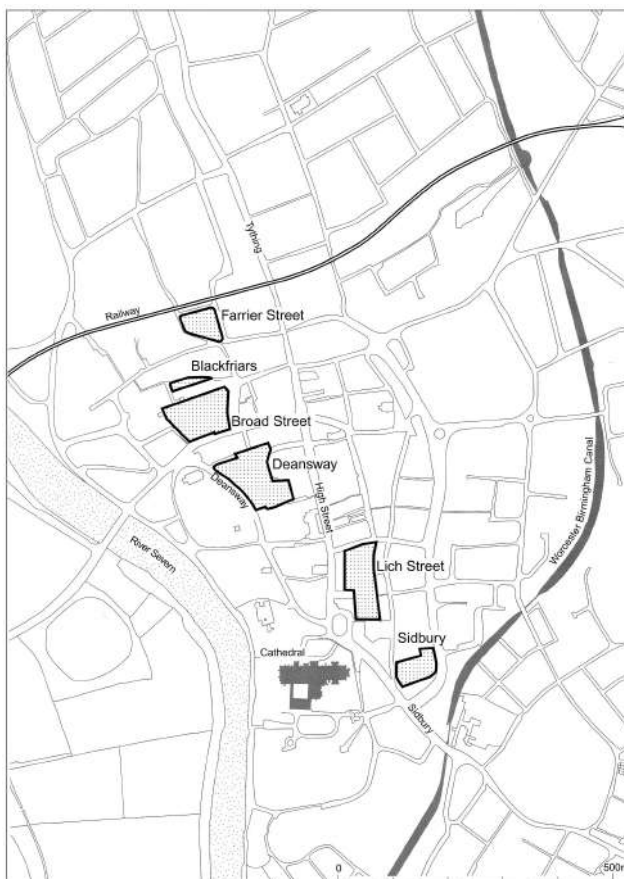 Tything
Railway
Farrier Street
Blackfriars
Broad Street
Deansway
Deansway
High Street
Worcester Birmingham Canal
River Severn
Lich Street
Sidbury
Cathedral
Sidbury
0
500m